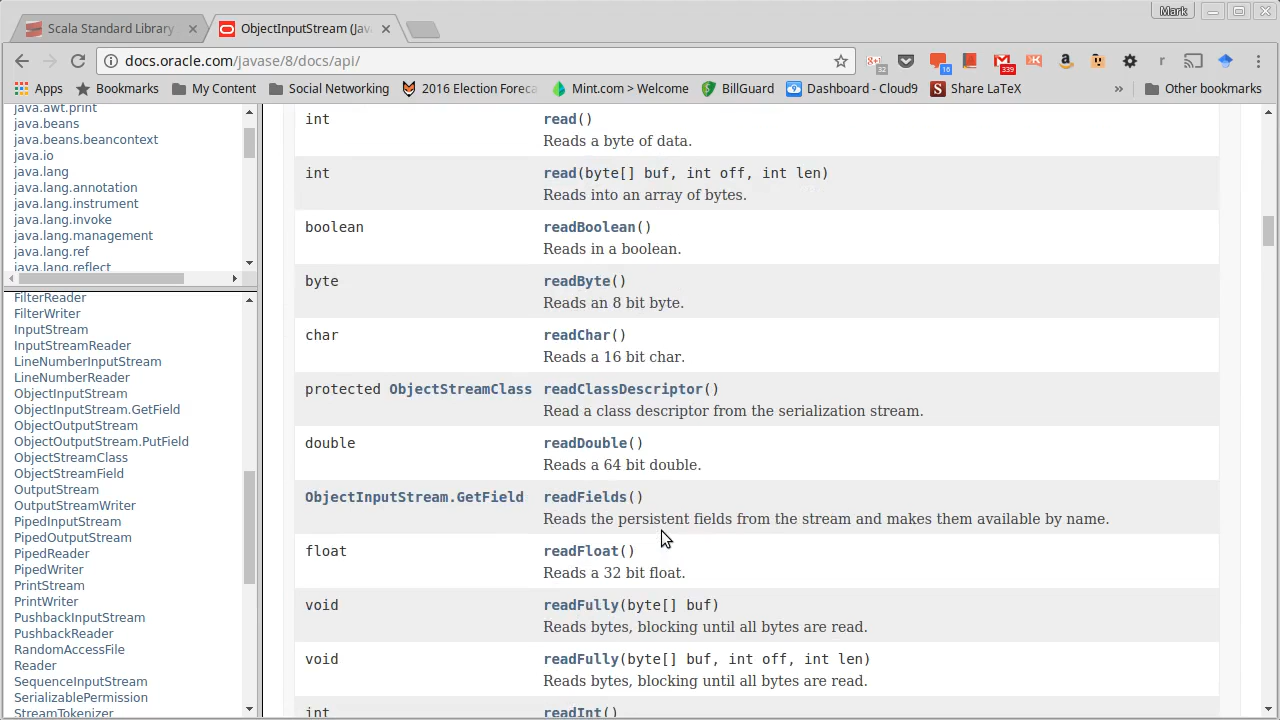 Mark
Scala Standard Library
ObjectInputStream (Jav
docs.oracle.com/javase/8/docs/api/
32
16
339
r
Apps
Bookmarks
My Content
Social Networking
2016 Election Foreca
Mint.com > Welcome
BillGuard
Dashboard - Cloud9
Share LaTeX
»
Other bookmarks
java.awt.print
java.beans
java.beans.beancontext
java.io
java.lang
java.lang.annotation
java.lang.instrument
java.lang.invoke
java.lang.management
java.lang.ref
java.lang.reflect
FilterReader
FilterWriter
InputStream
InputStreamReader
LineNumberInputStream
LineNumberReader
ObjectInputStream
ObjectInputStream.GetField
ObjectOutputStream
ObjectOutputStream.PutField
ObjectStreamClass
ObjectStreamField
OutputStream
OutputStreamWriter
PipedInputStream
PipedOutputStream
PipedReader
PipedWriter
PrintStream
PrintWriter
PushbackInputStream
PushbackReader
RandomAccessFile
Reader
SequenceInputStream
SerializablePermission
StreamTokenizer
int read()
Reads a byte of data.
int read(byte[] buf, int off, int len)
Reads into an array of bytes.
boolean readBoolean()
Reads in a boolean.
byte readByte()
Reads an 8 bit byte.
char readChar()
Reads a 16 bit char.
protected ObjectStreamClass readClassDescriptor()
Read a class descriptor from the serialization stream.
double readDouble()
Reads a 64 bit double.
ObjectInputStream.GetField readFields()
Reads the persistent fields from the stream and makes them available by name.
float readFloat()
Reads a 32 bit float.
void readFully(byte[] buf)
Reads bytes, blocking until all bytes are read.
void readFully(byte[] buf, int off, int len)
Reads bytes, blocking until all bytes are read.
int readInt()